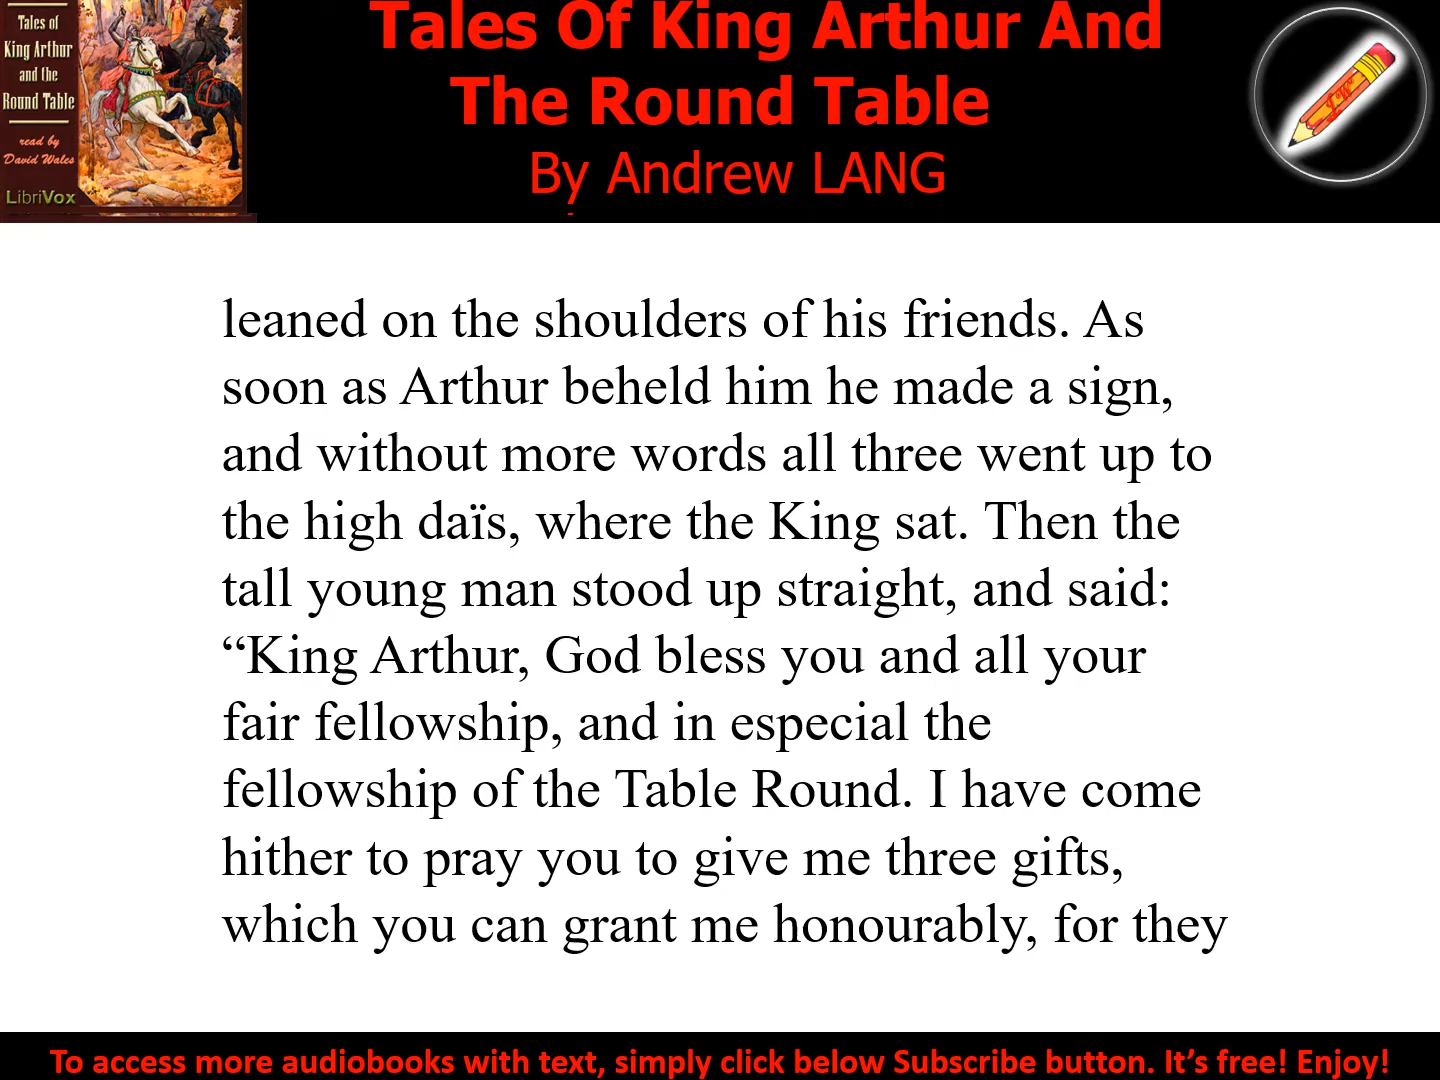 Tales of
King Arthur
and the
Round Table
read by
David Wales
LibriVox
Tales Of King Arthur And
The Round Table
By Andrew LANG
leaned on the shoulders of his friends. As
soon as Arthur beheld him he made a sign,
and without more words all three went up to
the high daïs, where the King sat. Then the
tall young man stood up straight, and said:
“King Arthur, God bless you and all your
fair fellowship, and in especial the
fellowship of the Table Round. I have come
hither to pray you to give me three gifts,
which you can grant me honourably, for they
To access more audiobooks with text, simply click below Subscribe button. It’s free! Enjoy!